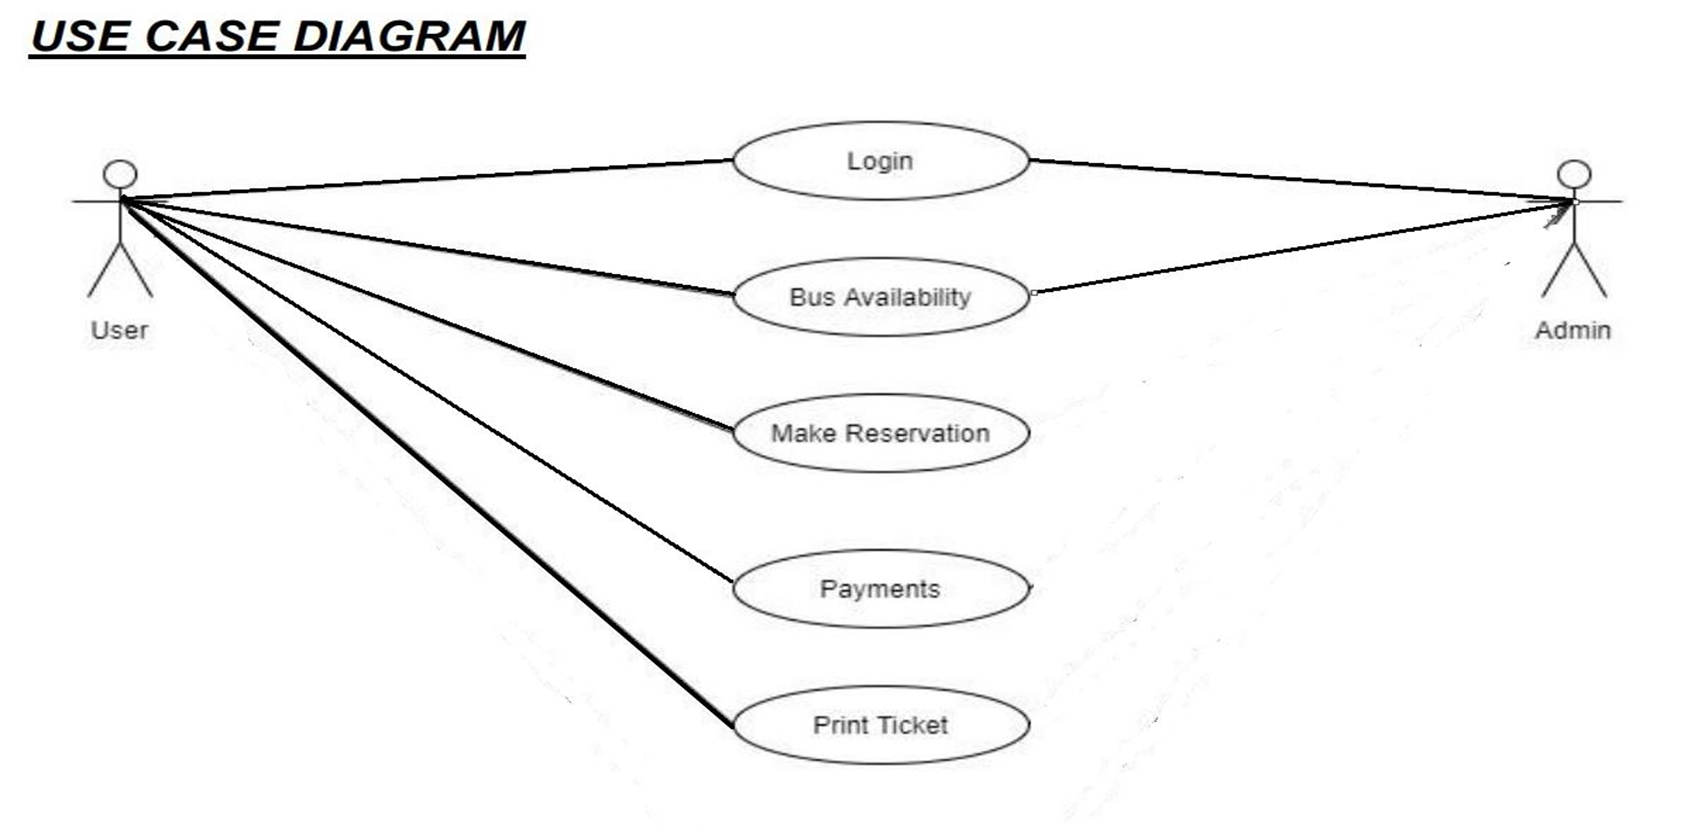 USE CASE DIAGRAM
Login
Bus Availability
User
Admin
Make Reservation
Payments
Print Ticket